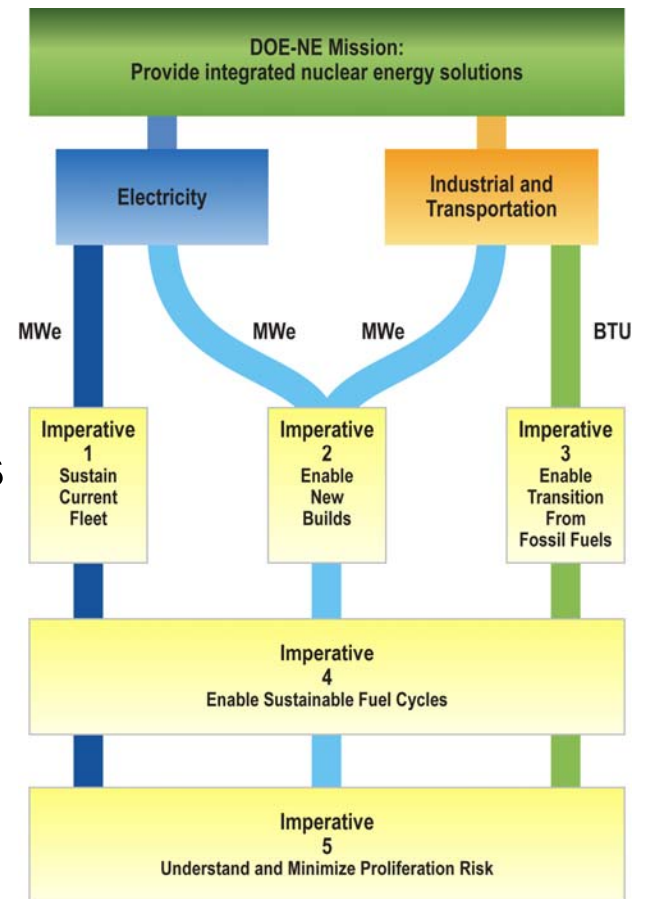 DOE-NE Mission:
Provide integrated nuclear energy solutions
Electricity
Industrial and
Transportation
MWe
MWe
MWe
BTU
Imperative
1
Sustain
Current
Fleet
Imperative
2
Enable
New
Builds
Imperative
3
Enable
Transition
From
Fossil Fuels
Imperative
4
Enable Sustainable Fuel Cycles
Imperative
5
Understand and Minimize Proliferation Risk